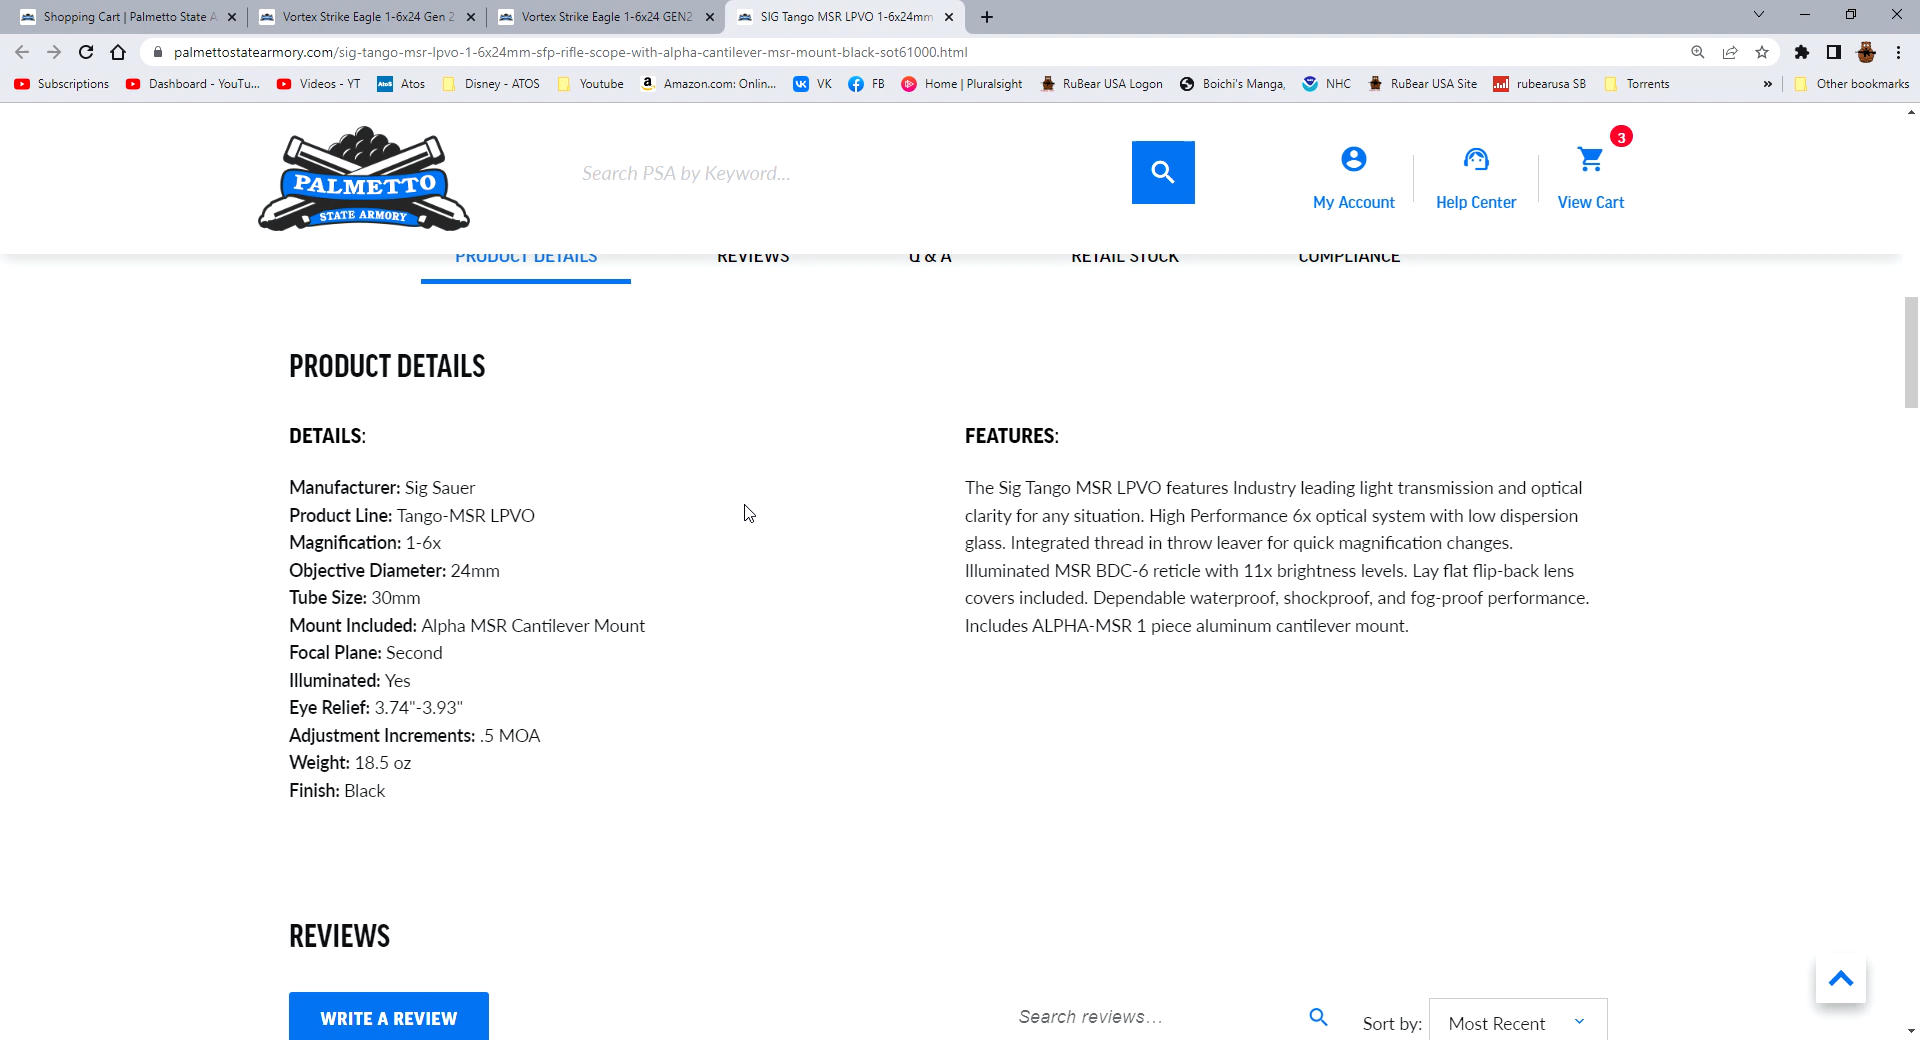 Shopping Cart | Palmetto State A
Vortex Strike Eagle 1-6x24 Gen 2
Vortex Strike Eagle 1-6x24 GEN2
SIG Tango MSR LPVO 1-6x24mm
palmettostatearmory.com/sig-tango-msr-lpvo-1-6x24mm-sfp-rifle-scope-with-alpha-cantilever-msr-mount-black-sot61000.html
Subscriptions
Dashboard - YouTu...
Videos - YT
Atos
Atos
Disney - ATOS
Youtube
Amazon.com: Onlin...
VK
FB
Home | Pluralsight
RuBear USA Logon
Boichi's Manga,
NHC
RuBear USA Site
rubearusa SB
Torrents
»
Other bookmarks
PALMETTO
STATE ARMORY
Search PSA by Keyword...
My Account
Help Center
3
View Cart
PRODUCT DETAILS
REVIEWS
Q & A
RETAIL STOCK
COMPLIANCE
PRODUCT DETAILS
DETAILS:
Manufacturer: Sig Sauer
Product Line: Tango-MSR LPVO
Magnification: 1-6x
Objective Diameter: 24mm
Tube Size: 30mm
Mount Included: Alpha MSR Cantilever Mount
Focal Plane: Second
Illuminated: Yes
Eye Relief: 3.74"-3.93"
Adjustment Increments: .5 MOA
Weight: 18.5 oz
Finish: Black
FEATURES:
The Sig Tango MSR LPVO features Industry leading light transmission and optical
clarity for any situation. High Performance 6x optical system with low dispersion
glass. Integrated thread in throw leaver for quick magnification changes.
Illuminated MSR BDC-6 reticle with 11x brightness levels. Lay flat flip-back lens
covers included. Dependable waterproof, shockproof, and fog-proof performance.
Includes ALPHA-MSR 1 piece aluminum cantilever mount.
REVIEWS
WRITE A REVIEW
Search reviews...
Sort by:
Most Recent